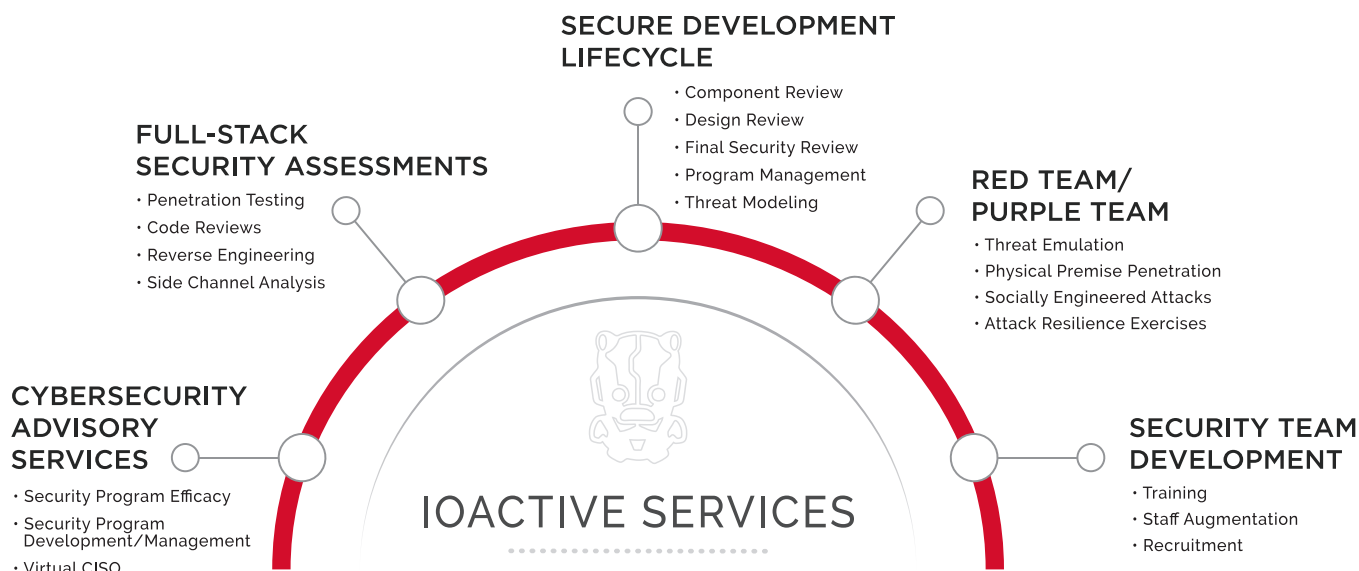 SECURE DEVELOPMENT
LIFECYCLE
• Component Review
• Design Review
• Final Security Review
• Program Management
• Threat Modeling
FULL-STACK
SECURITY ASSESSMENTS
• Penetration Testing
• Code Reviews
• Reverse Engineering
• Side Channel Analysis
RED TEAM/
PURPLE TEAM
• Threat Emulation
• Physical Premise Penetration
• Socially Engineered Attacks
• Attack Resilience Exercises
CYBERSECURITY
ADVISORY
SERVICES
• Security Program Efficacy
• Security Program
Development/Management
• Virtual CISO
SECURITY TEAM
DEVELOPMENT
• Training
• Staff Augmentation
• Recruitment
IOACTIVE SERVICES